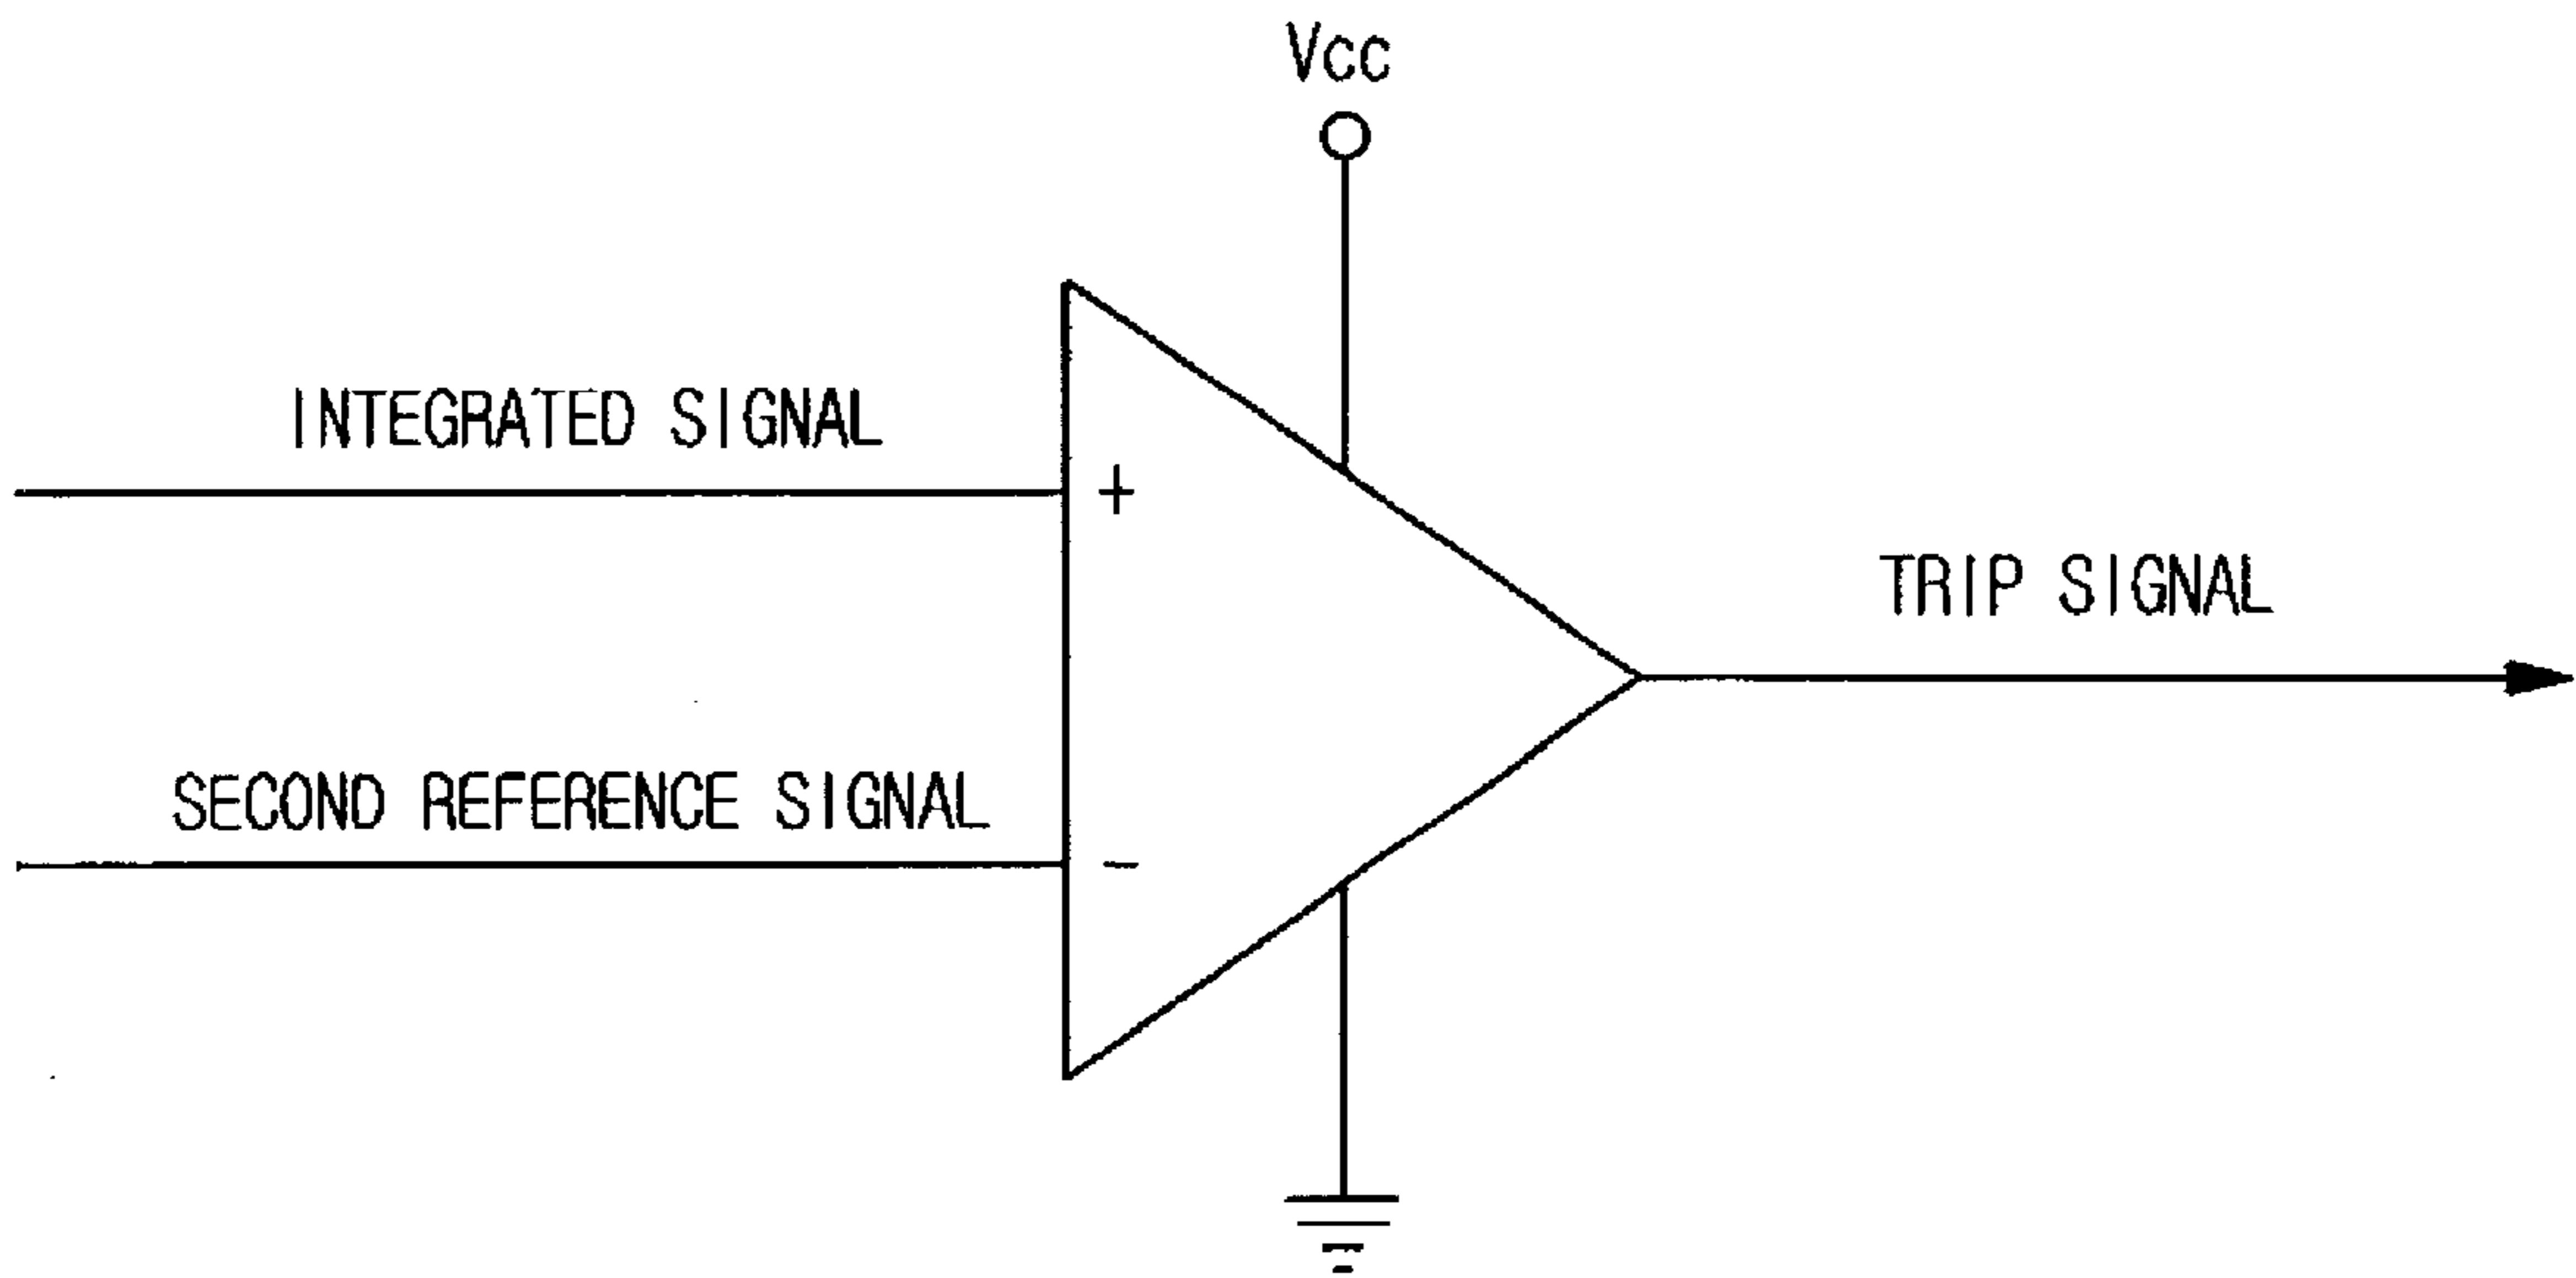 Vcc
INTEGRATED SIGNAL
+
TRIP SIGNAL
SECOND REFERENCE SIGNAL
-